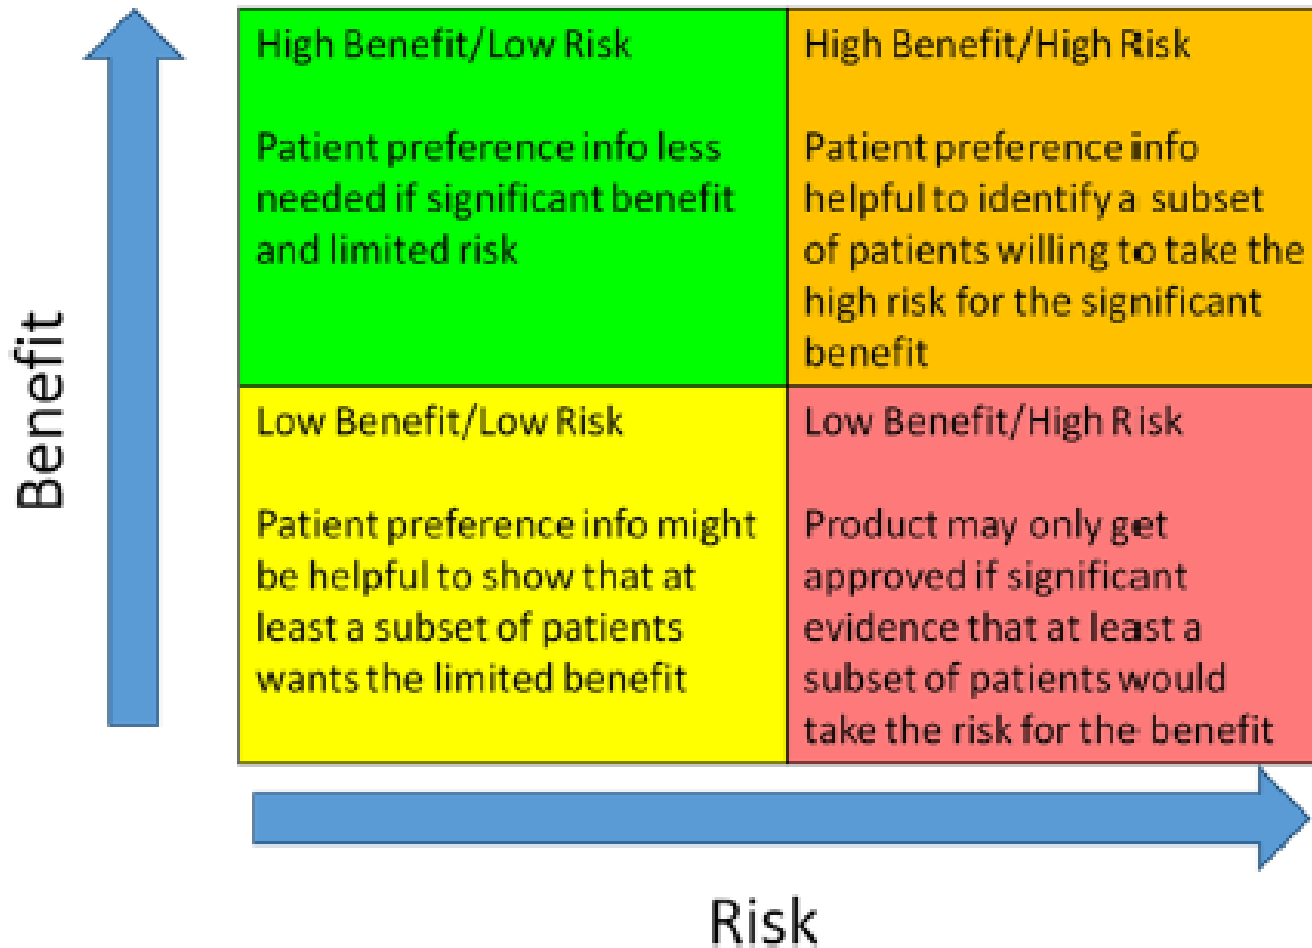 High Benefit/Low Risk
Patient preference info less
needed if significant benefit
and limited risk
High Benefit/High Risk
Patient preference info
helpful to identify a subset
of patients willing to take the
high risk for the significant
benefit
Low Benefit/Low Risk
Patient preference info might
be helpful to show that at
least a subset of patients
wants the limited benefit
Low Benefit/High Risk
Product may only get
approved if significant
evidence that at least a
subset of patients would
take the risk for the benefit
Benefit
Risk